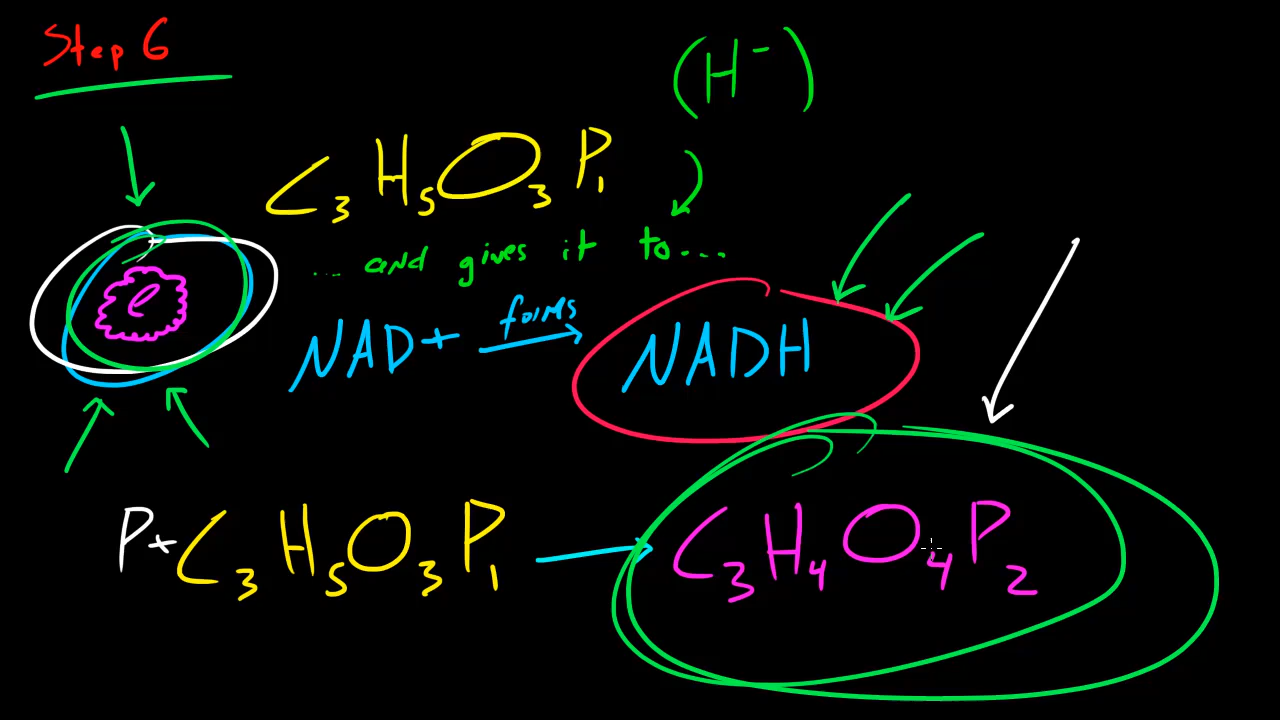 Step 6
(H⁻)
C₃H₅O₃P₁
... and gives it to...
e
NAD+ forms NADH
P+C₃H₅O₃P₁ → C₃H₄O₄P₂